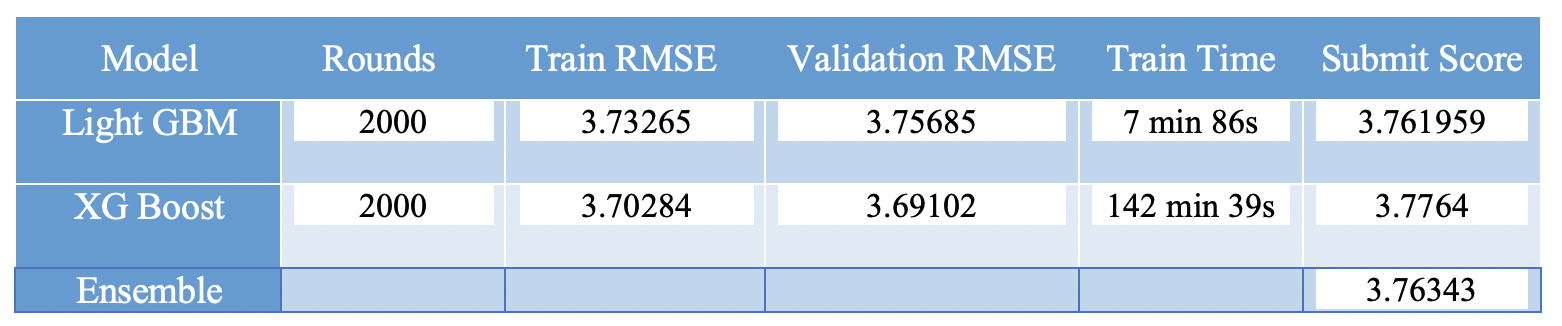 Model Rounds Train RMSE Validation RMSE Train Time Submit Score
Light GBM 2000 3.73265 3.75685 7 min 86s 3.761959
XG Boost 2000 3.70284 3.69102 142 min 39s 3.7764
Ensemble 3.76343